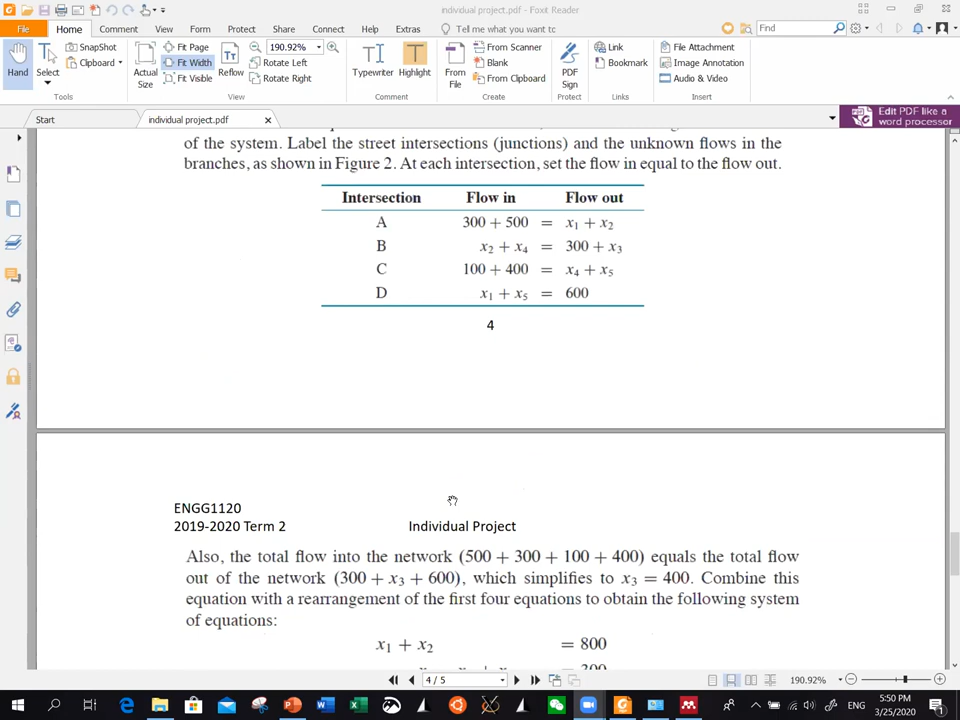 individual project.pdf - Foxit Reader
File
Home
Comment
View
Form
Protect
Share
Connect
Help
Extras
Tell me what you want to
Find
Hand
Select
SnapShot
Clipboard
Actual
Size
Fit Page
Fit Width
Fit Visible
Reflow
190.92%
Rotate Left
Rotate Right
Typewriter
Highlight
From
File
From Scanner
Blank
From Clipboard
PDF
Sign
Link
Bookmark
File Attachment
Image Annotation
Audio & Video
Tools
View
Comment
Create
Protect
Links
Insert
Start
individual project.pdf
Edit PDF like a
word processor
of the system. Label the street intersections (junctions) and the unknown flows in the
branches, as shown in Figure 2. At each intersection, set the flow in equal to the flow out.
Intersection Flow in Flow out
A 300 + 500 = x₁ + x₂
B x₂ + x₄ = 300 + x₃
C 100 + 400 = x₄ + x₅
D x₁ + x₅ = 600
4
ENGG1120
2019-2020 Term 2 Individual Project
Also, the total flow into the network (500 + 300 + 100 + 400) equals the total flow
out of the network (300 + x₃ + 600), which simplifies to x₃ = 400. Combine this
equation with a rearrangement of the first four equations to obtain the following system
of equations:
x₁ + x₂ = 800
4 / 5
190.92%
ENG
5:50 PM
3/25/2020